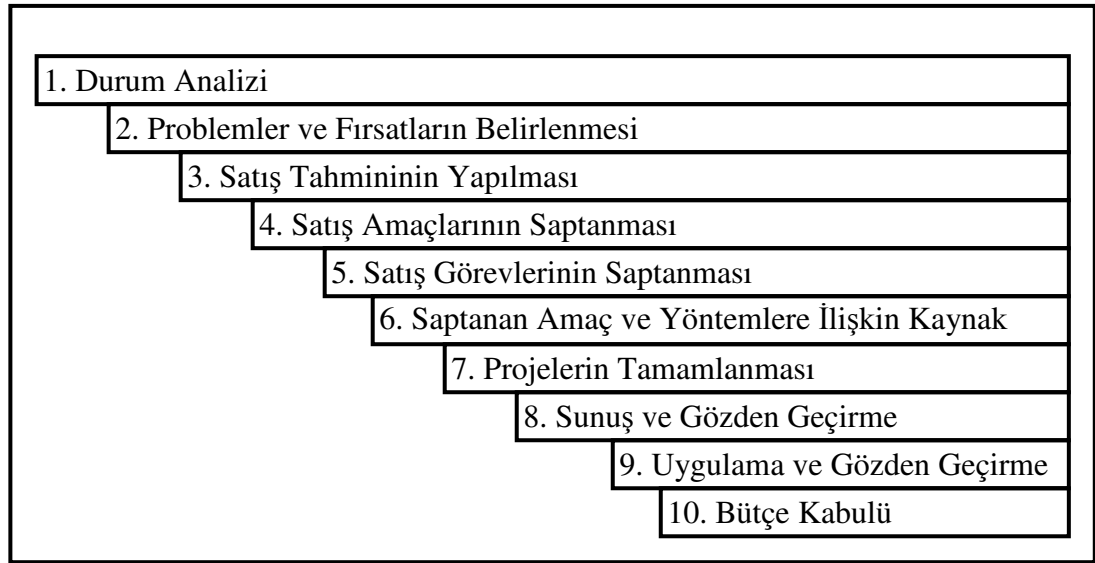 1. Durum Analizi
2. Problemler ve Fırsatların Belirlenmesi
3. Satış Tahmininin Yapılması
4. Satış Amaçlarının Saptanması
5. Satış Görevlerinin Saptanması
6. Saptanan Amaç ve Yöntemlere İlişkin Kaynak
7. Projelerin Tamamlanması
8. Sunuş ve Gözden Geçirme
9. Uygulama ve Gözden Geçirme
10. Bütçe Kabulü